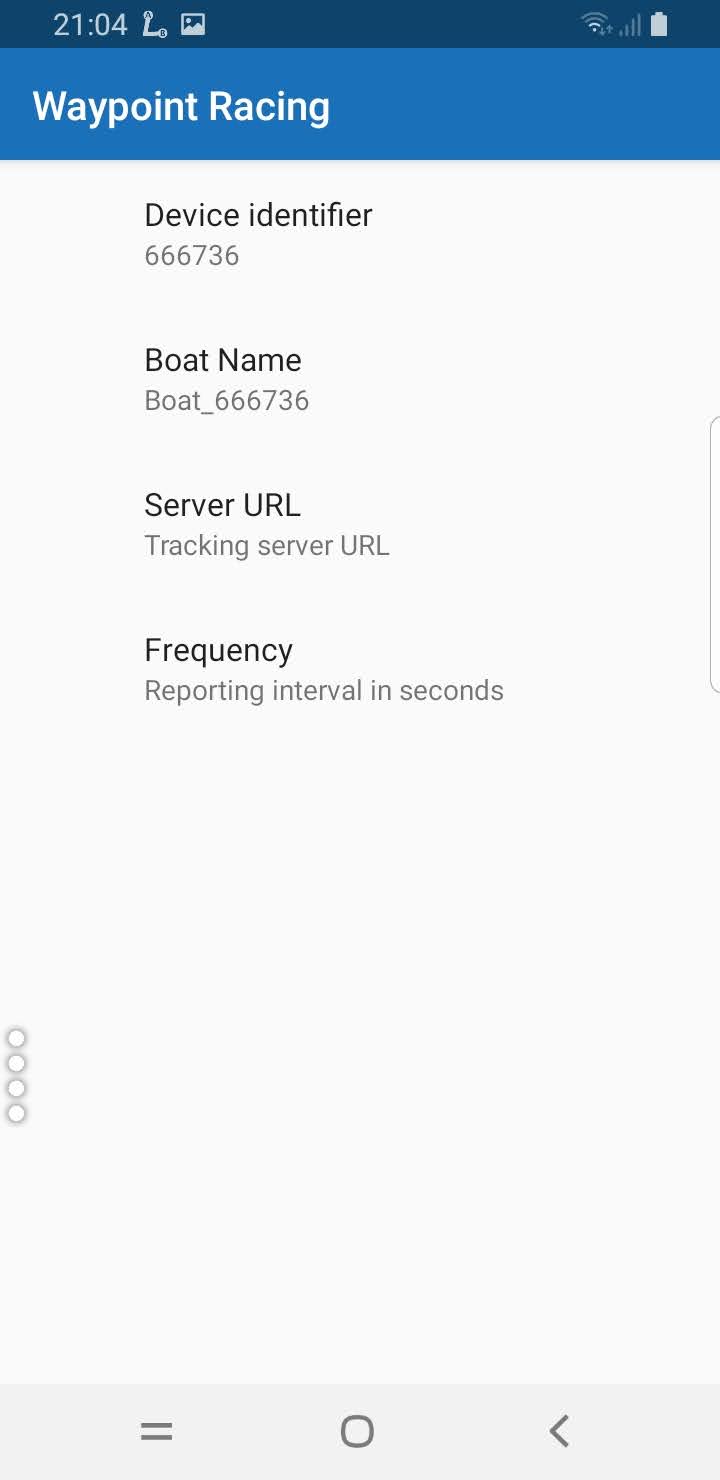 21:04
Waypoint Racing
Device identifier
666736
Boat Name
Boat_666736
Server URL
Tracking server URL
Frequency
Reporting interval in seconds